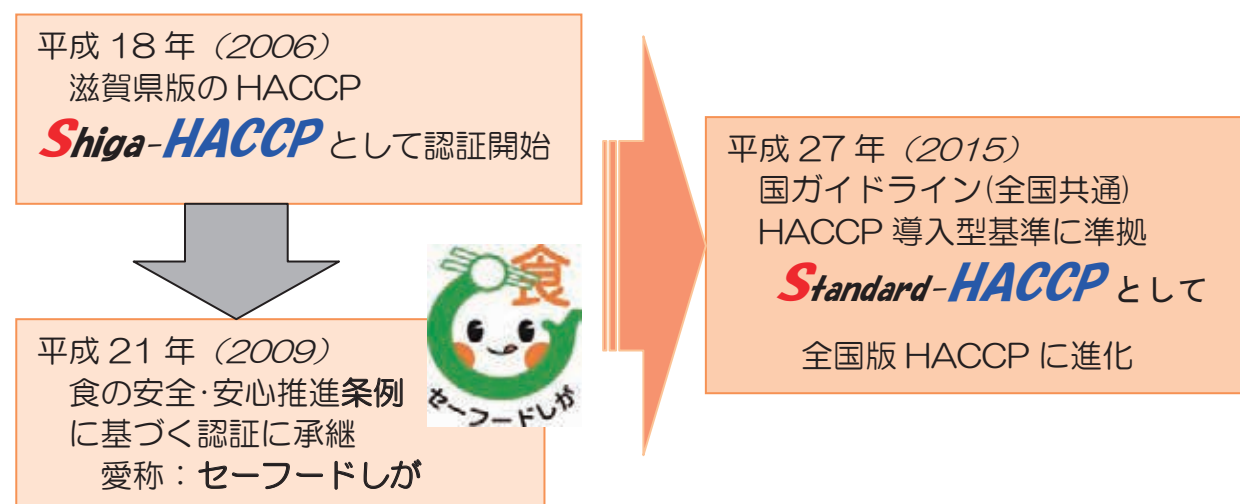 平成 18 年 (2006)
滋賀県版の HACCP
Shiga-HACCP として認証開始
平成 21 年 (2009)
食の安全・安心推進条例
に基づく認証に承継
愛称：セーフードしが
食
セーフードしが
平成 27 年 (2015)
国ガイドライン(全国共通)
HACCP 導入型基準に準拠
Standard-HACCP として
全国版 HACCP に進化